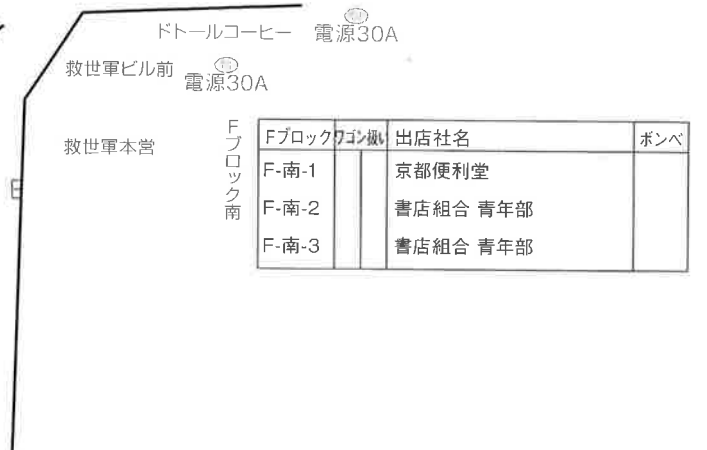 ドトールコーヒー 電源30A
救世軍ビル前 電源30A
救世軍本営
Fブロック南
Fブロック ワゴン扱い 出店社名 ボンベ
F-南-1 京都便利堂
F-南-2 書店組合 青年部
F-南-3 書店組合 青年部